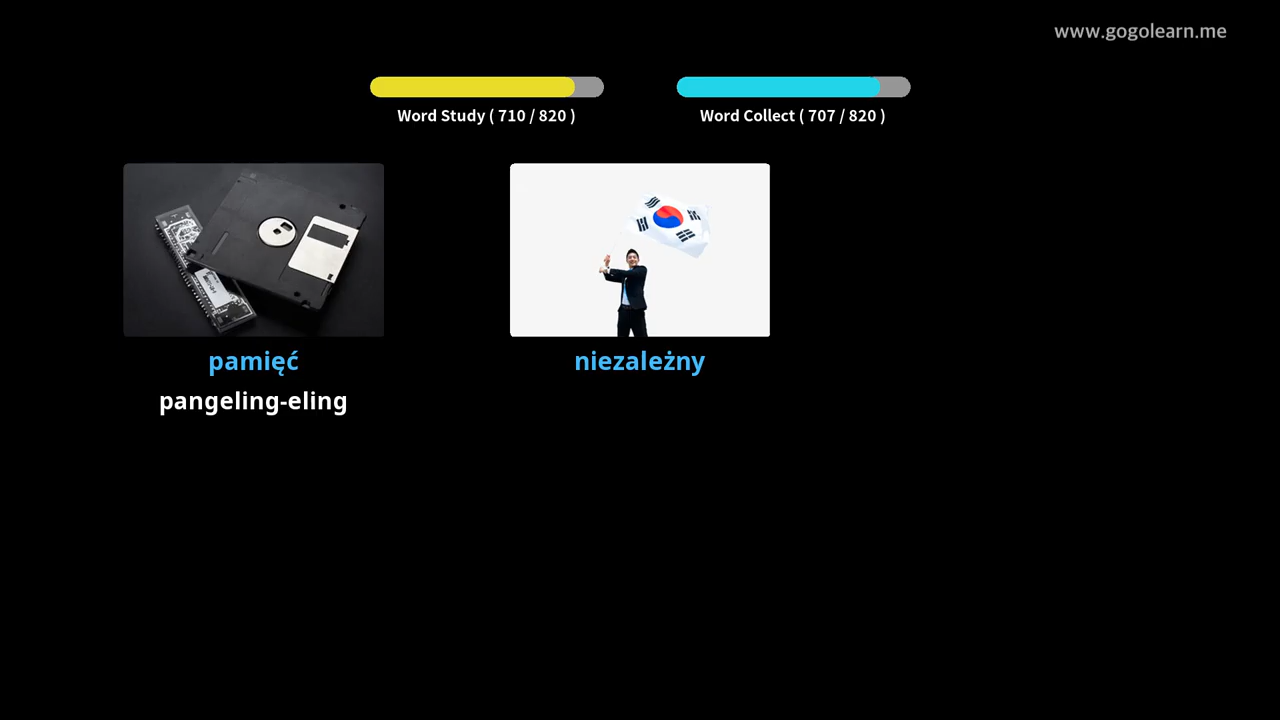 www.gogolearn.me
Word Study ( 710 / 820 )
Word Collect ( 707 / 820 )
pamięć
pangeling-eling
niezależny